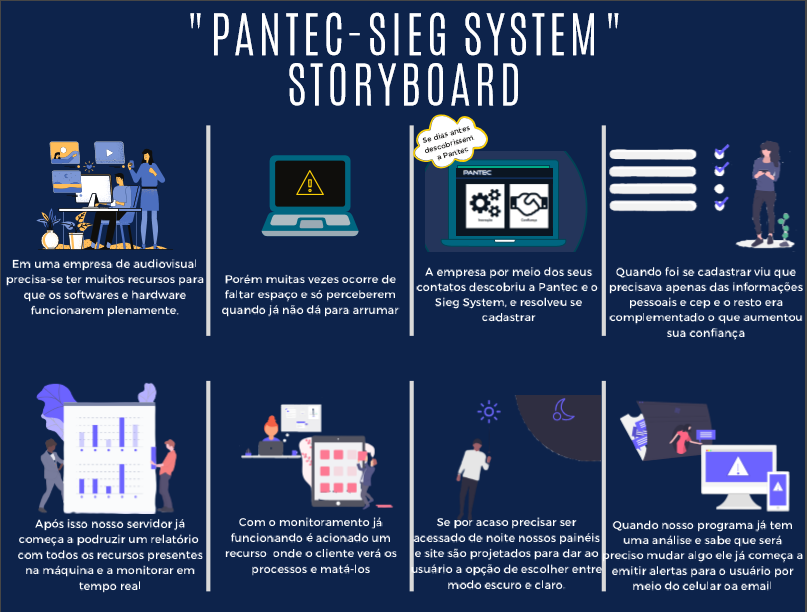 "PANTEC-SIEG SYSTEM"
STORYBOARD
Se dias antes
descobrissem
a Pantec
PANTEC
Inovação
Confiança
Em uma empresa de audiovisual
precisa-se ter muitos recursos para
que os softwares e hardware
funcionarem plenamente.
Porém muitas vezes ocorre de
faltar espaço e só perceberem
quando já não dá para arrumar
A empresa por meio dos seus
contatos descobriu a Pantec e o
Sieg System, e resolveu se
cadastrar
Quando foi se cadastrar viu que
precisava apenas das informações
pessoais e cep e o resto era
complementado o que aumentou
sua confiança
Após isso nosso servidor já
começa a podruzir um relatório
com todos os recursos presentes
na máquina e a monitorar em
tempo real
Com o monitoramento já
funcionando é acionado um
recurso onde o cliente verá os
processos e matá-los
Se por acaso precisar ser
acessado de noite nossos painéis
e site são projetados para dar ao
usuário a opção de escolher entre
modo escuro e claro.
Quando nosso programa já tem
uma análise e sabe que será
preciso mudar algo ele já começa a
emitir alertas para o usuário por
meio do celular oa email